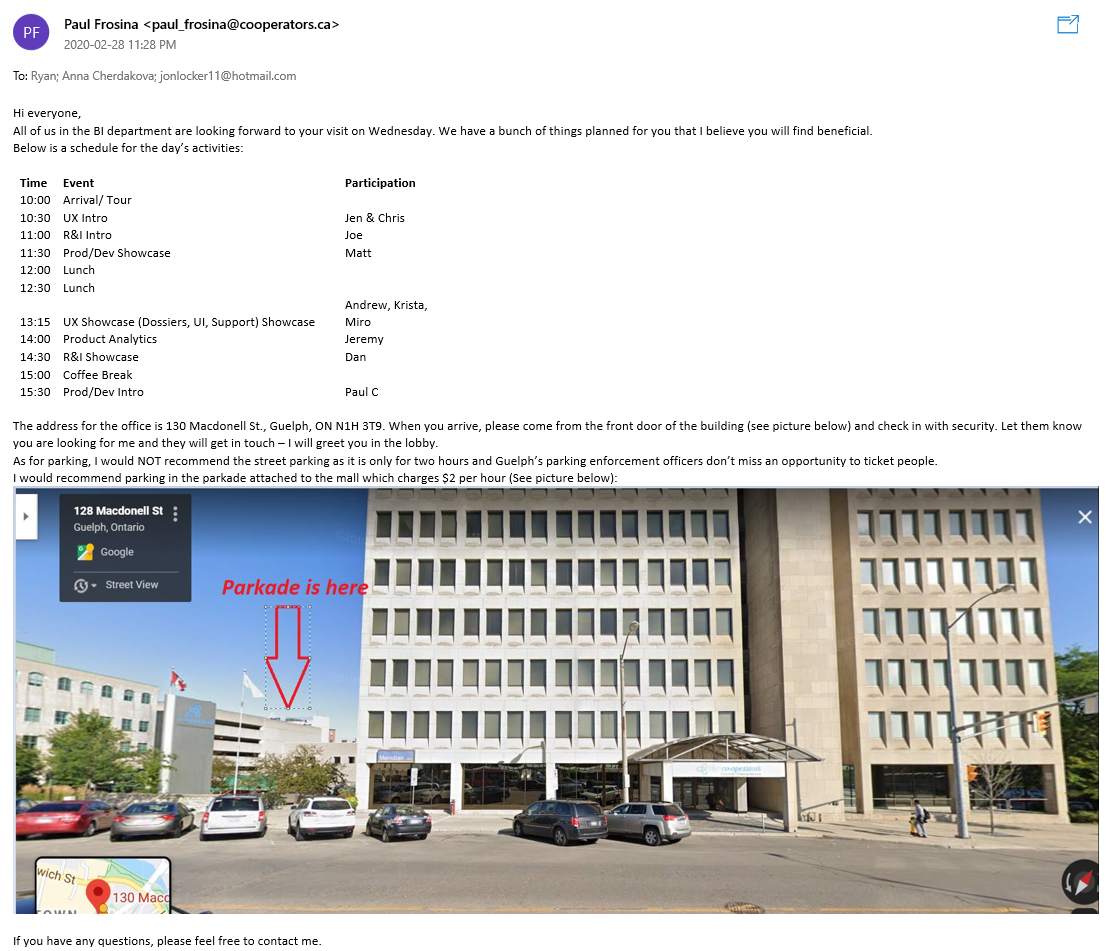 PF
Paul Frosina <paul_frosina@cooperators.ca>
2020-02-28 11:28 PM
To: Ryan; Anna Cherdakova; jonlocker11@hotmail.com
Hi everyone,
All of us in the BI department are looking forward to your visit on Wednesday. We have a bunch of things planned for you that I believe you will find beneficial.
Below is a schedule for the day's activities:
Time Event Participation
10:00 Arrival/ Tour
10:30 UX Intro Jen & Chris
11:00 R&I Intro Joe
11:30 Prod/Dev Showcase Matt
12:00 Lunch
12:30 Lunch
Andrew, Krista,
13:15 UX Showcase (Dossiers, UI, Support) Showcase Miro
14:00 Product Analytics Jeremy
14:30 R&I Showcase Dan
15:00 Coffee Break
15:30 Prod/Dev Intro Paul C
The address for the office is 130 Macdonell St., Guelph, ON N1H 3T9. When you arrive, please come from the front door of the building (see picture below) and check in with security. Let them know
you are looking for me and they will get in touch – I will greet you in the lobby.
As for parking, I would NOT recommend the street parking as it is only for two hours and Guelph's parking enforcement officers don't miss an opportunity to ticket people.
I would recommend parking in the parkade attached to the mall which charges $2 per hour (See picture below):
128 Macdonell St
Guelph, Ontario
Google
Street View
Parkade is here
Meridian
the co-operators
wich St
130 Macd
TOWN
If you have any questions, please feel free to contact me.